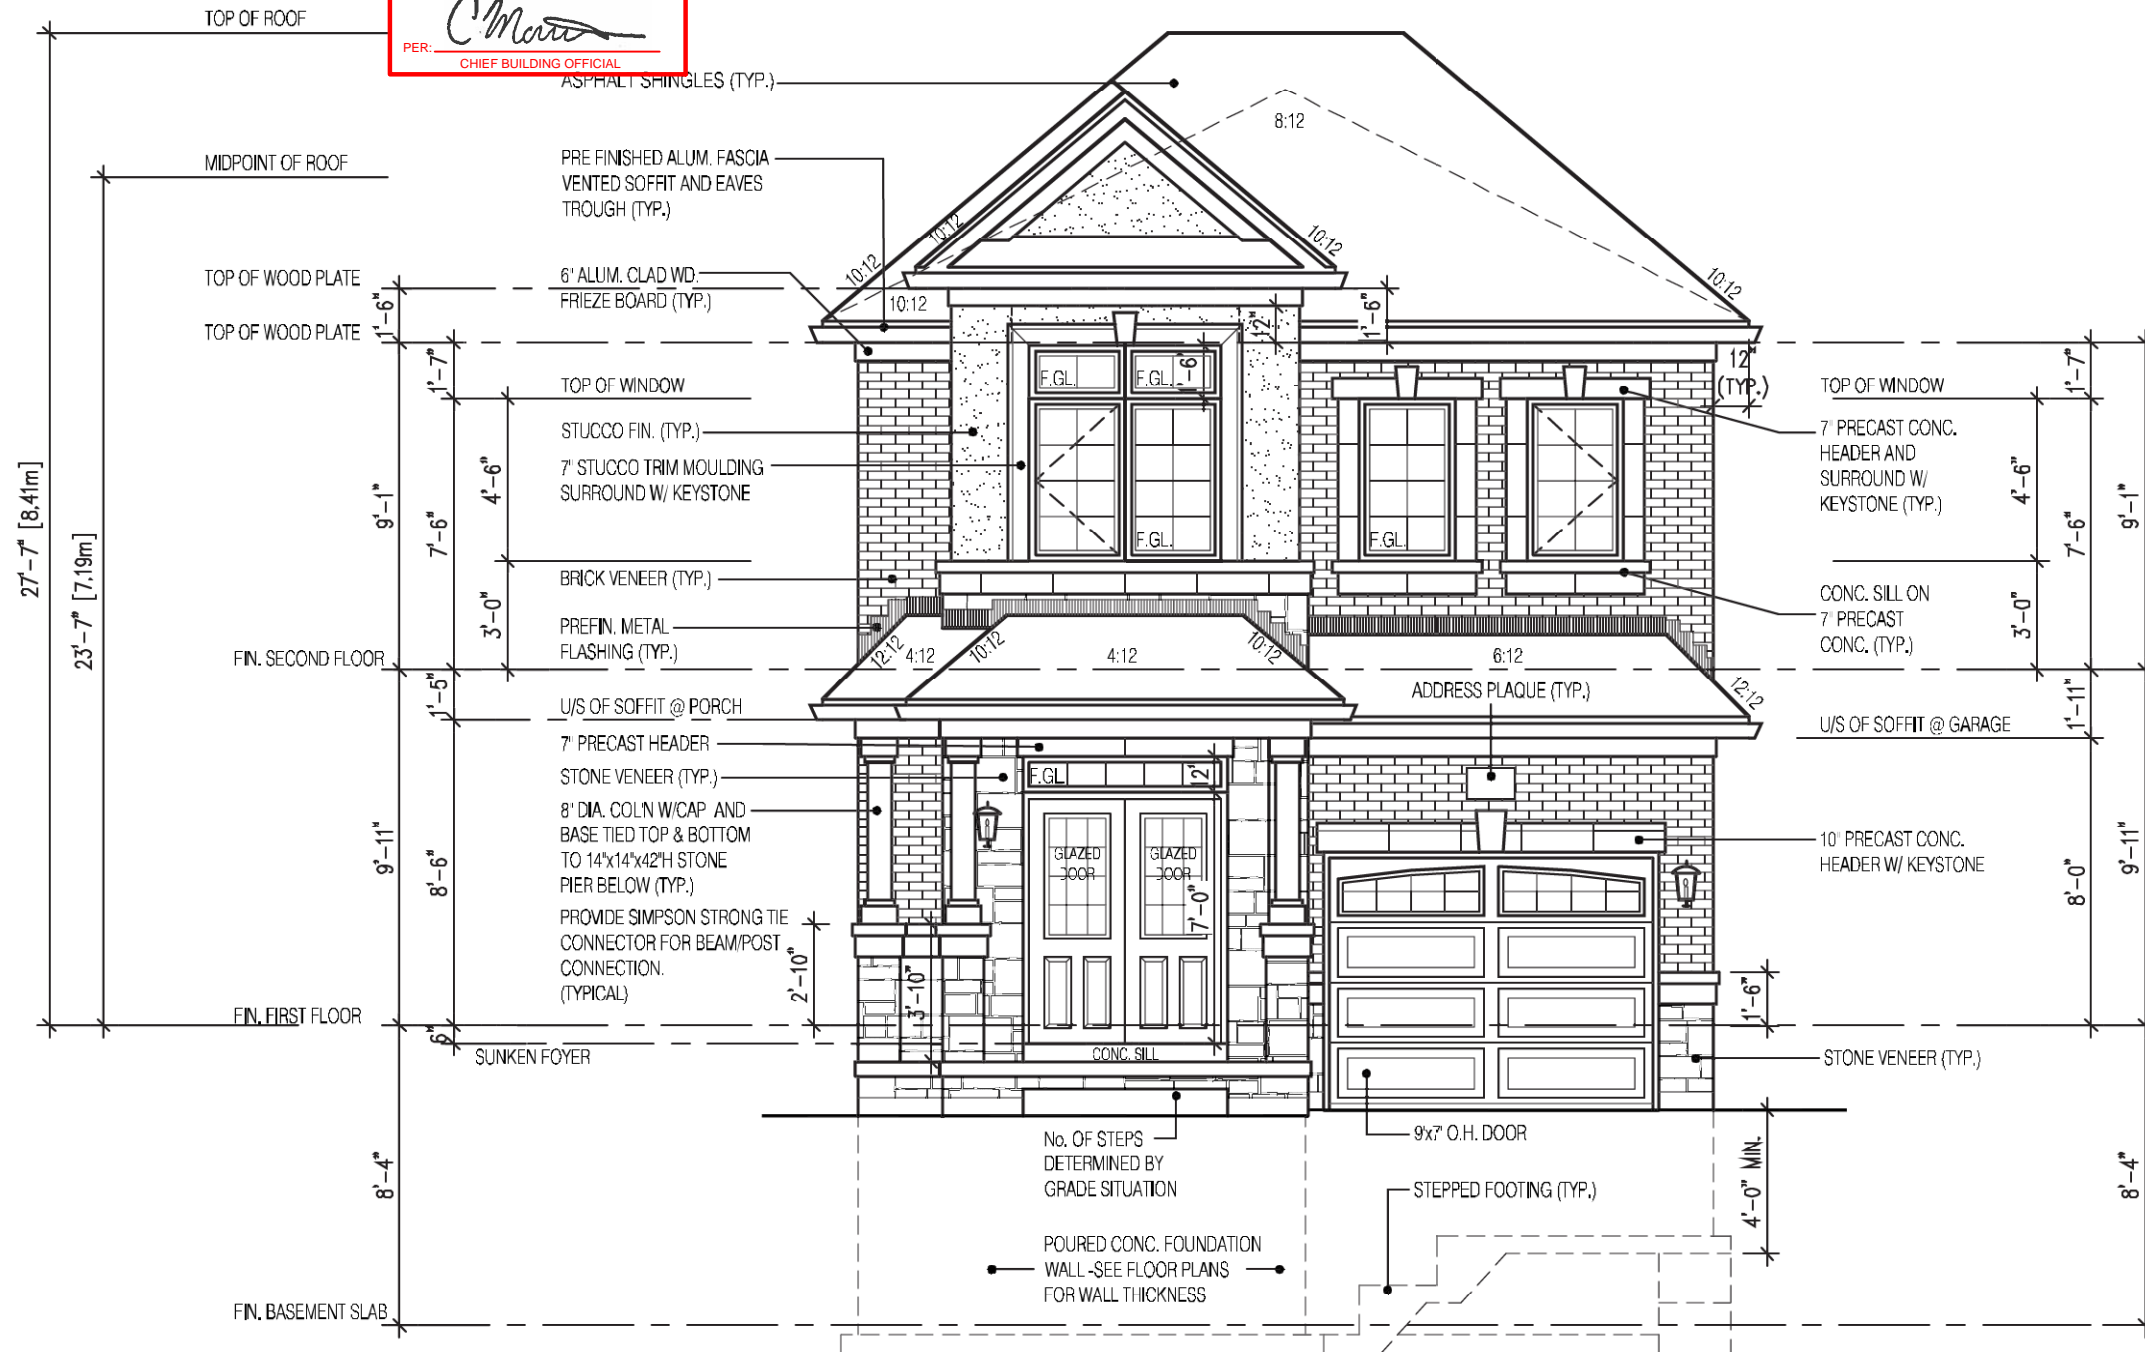 TOP OF ROOF
PER:
CHIEF BUILDING OFFICIAL
ASPHALT SHINGLES (TYP.)
8:12
MIDPOINT OF ROOF
PRE FINISHED ALUM. FASCIA
VENTED SOFFIT AND EAVES
TROUGH (TYP.)
10:12
10:12
10:12
10:12
10:12
TOP OF WOOD PLATE
6" ALUM. CLAD WD.
FRIEZE BOARD (TYP.)
1'-6"
12"
1'-6"
TOP OF WOOD PLATE
1'-7"
TOP OF WINDOW
F.GL.
F.GL.
1'-6"
12"
(TYP.)
TOP OF WINDOW
1'-7"
STUCCO FIN. (TYP.)
7" STUCCO TRIM MOULDING
SURROUND W/ KEYSTONE
7" PRECAST CONC.
HEADER AND
SURROUND W/
KEYSTONE (TYP.)
27'-7" [8.41m]
23'-7" [7.19m]
9'-1"
7'-6"
4'-6"
F.GL.
F.GL.
4'-6"
7'-6"
9'-1"
BRICK VENEER (TYP.)
3'-0"
CONC. SILL ON
7" PRECAST
CONC. (TYP.)
3'-0"
PREFIN. METAL
FLASHING (TYP.)
FIN. SECOND FLOOR
12:12
4:12
10:12
4:12
10:12
6:12
12:12
ADDRESS PLAQUE (TYP.)
1'-5"
U/S OF SOFFIT @ PORCH
1'-11"
U/S OF SOFFIT @ GARAGE
7" PRECAST HEADER
STONE VENEER (TYP.)
F.GL.
12"
8" DIA. COL'N W/CAP AND
BASE TIED TOP & BOTTOM
TO 14"x14"x42"H STONE
PIER BELOW (TYP.)
9'-11"
8'-6"
GLAZED
DOOR
GLAZED
DOOR
7'-0"
10" PRECAST CONC.
HEADER W/ KEYSTONE
8'-0"
9'-11"
PROVIDE SIMPSON STRONG TIE
CONNECTOR FOR BEAM/POST
CONNECTION.
(TYPICAL)
2'-10"
3'-10"
1'-6"
FIN. FIRST FLOOR
6"
SUNKEN FOYER
CONC. SILL
STONE VENEER (TYP.)
No. OF STEPS
DETERMINED BY
GRADE SITUATION
9'x7' O.H. DOOR
8'-4"
STEPPED FOOTING (TYP.)
4'-0" MIN.
8'-4"
POURED CONC. FOUNDATION
WALL -SEE FLOOR PLANS
FOR WALL THICKNESS
FIN. BASEMENT SLAB